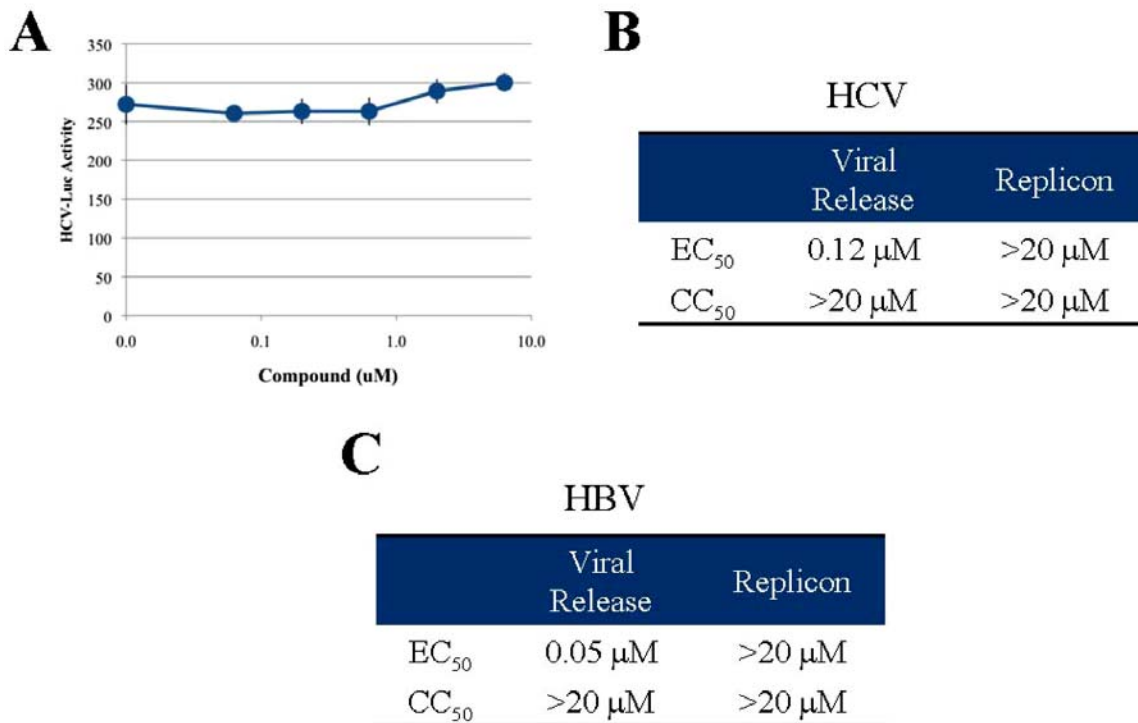 A
350
300
250
200
150
100
50
0
HCV-Luc Activity
0.0 0.1 1.0 10.0
Compound (uM)
B
HCV
Viral
Release Replicon
EC50 0.12 μM >20 μM
CC50 >20 μM >20 μM
C
HBV
Viral
Release Replicon
EC50 0.05 μM >20 μM
CC50 >20 μM >20 μM